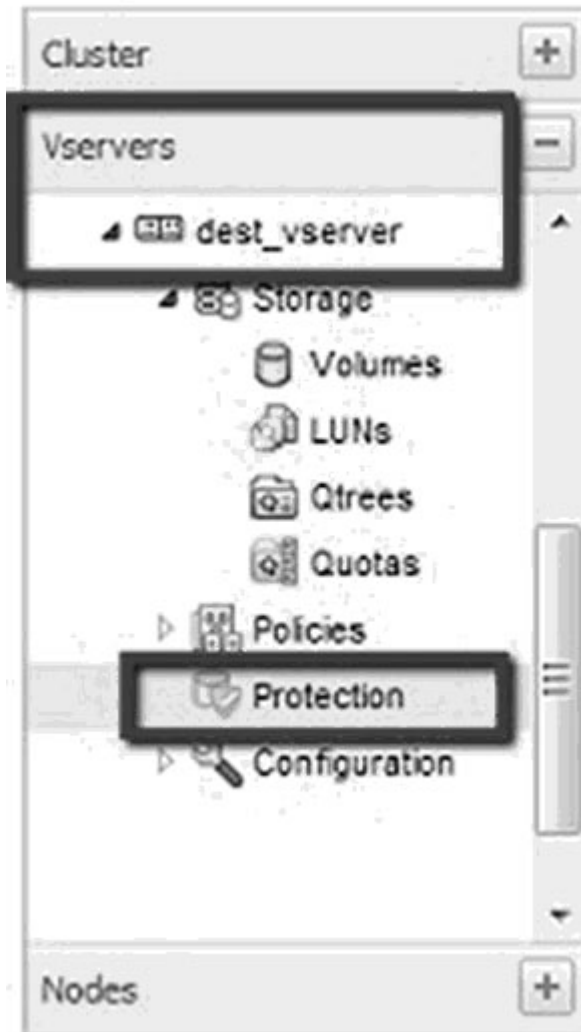 Cluster
Vservers
dest_vserver
Storage
Volumes
LUNs
Qtrees
Quotas
Policies
Protection
Configuration
Nodes